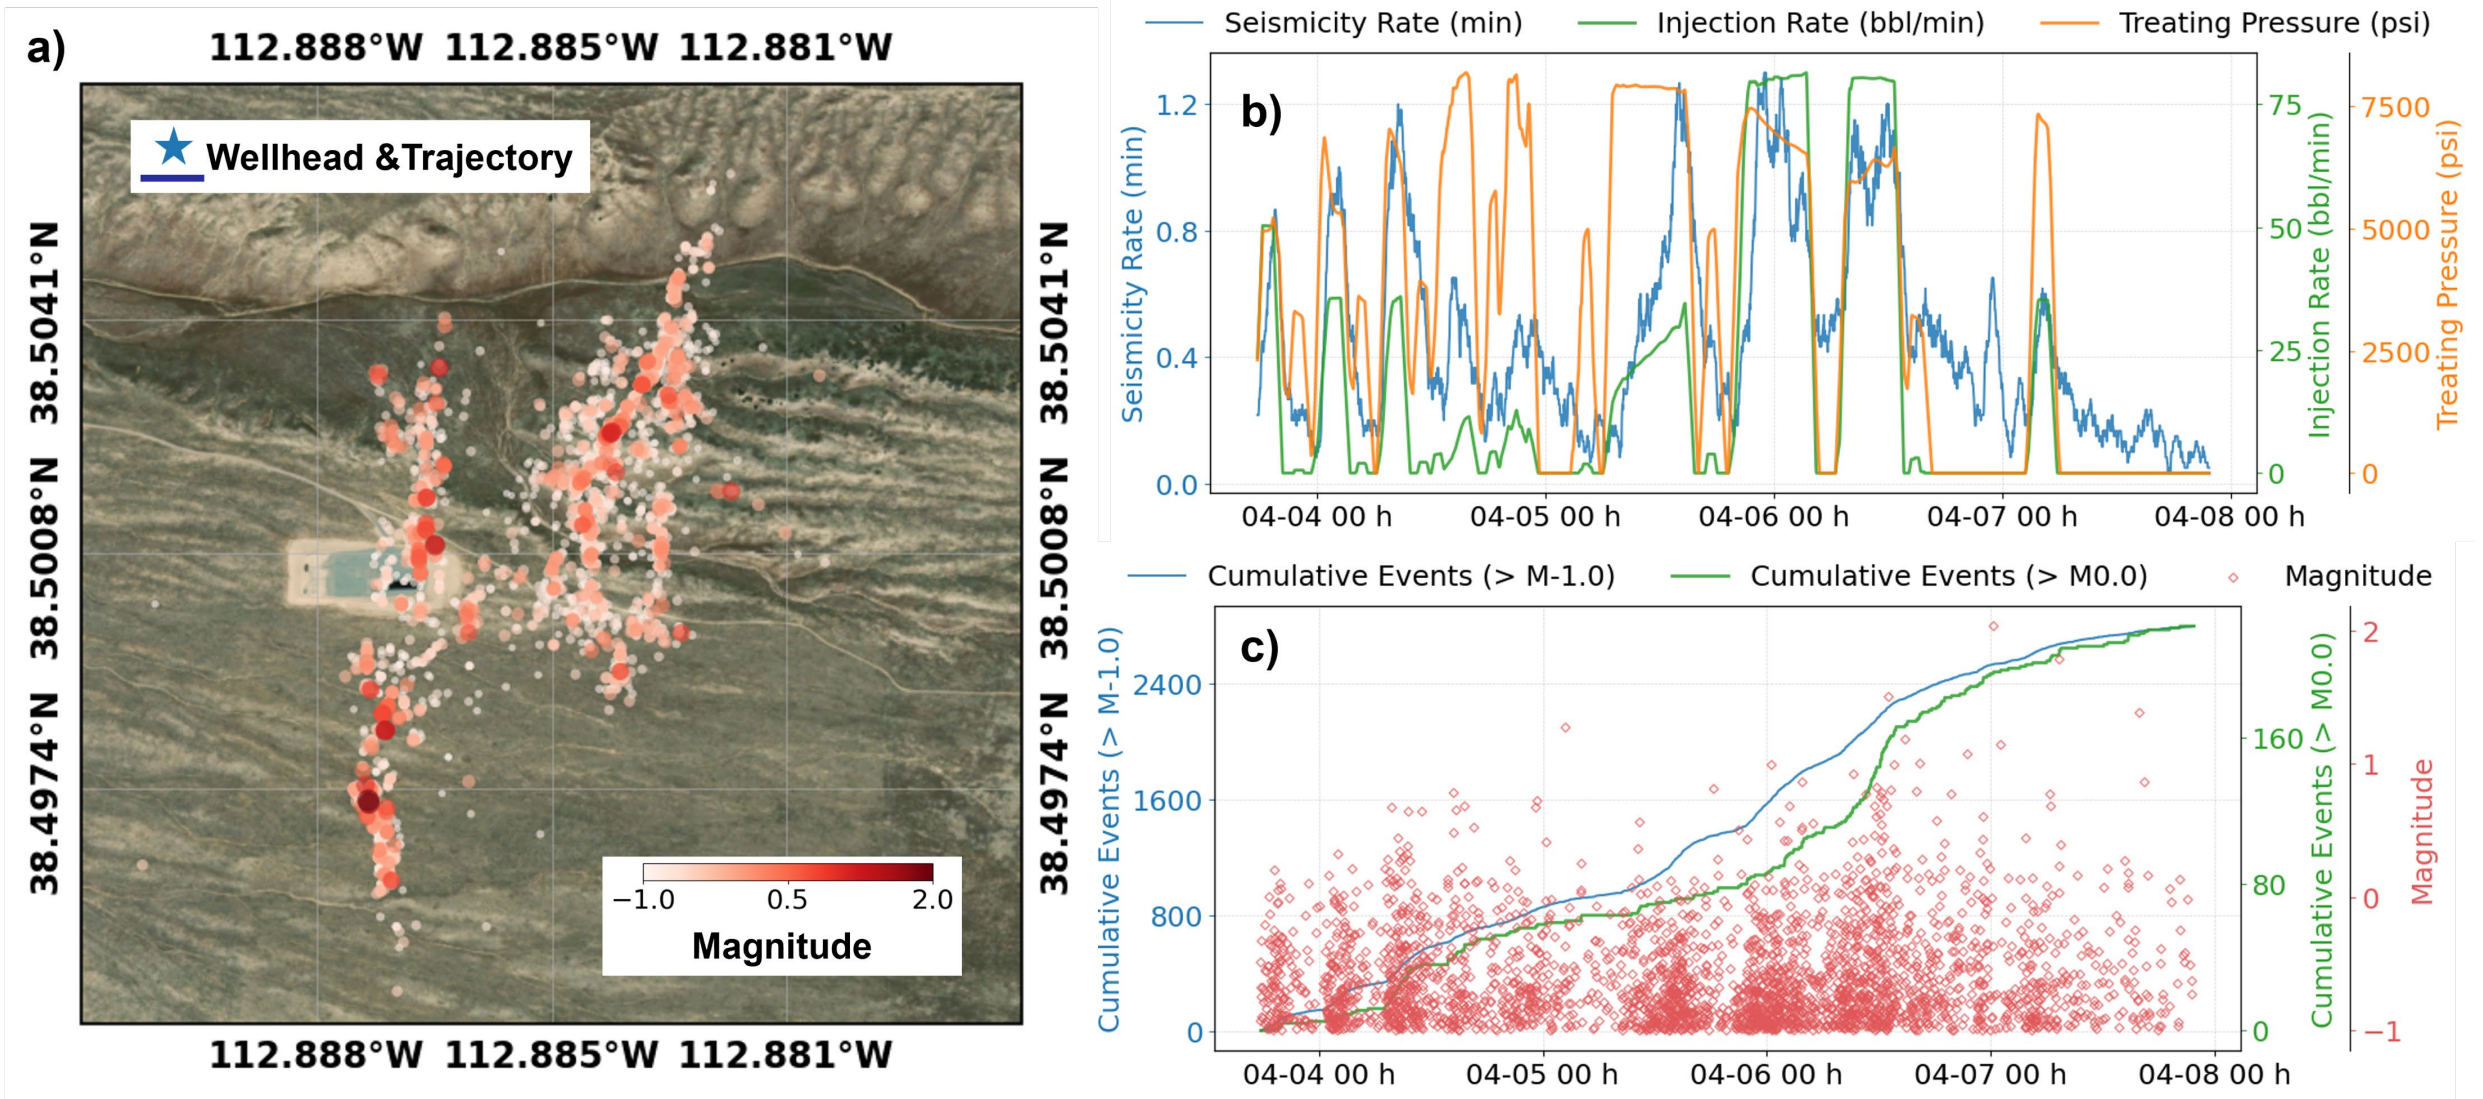 a)
112.888°W 112.885°W 112.881°W
Wellhead &Trajectory
38.5041°N
38.5008°N
38.4974°N
38.5041°N
38.5008°N
38.4974°N
−1.0 0.5 2.0
Magnitude
112.888°W 112.885°W 112.881°W
Seismicity Rate (min) Injection Rate (bbl/min) Treating Pressure (psi)
b)
Seismicity Rate (min)
1.2
0.8
0.4
0.0
Injection Rate (bbl/min)
75
50
25
0
Treating Pressure (psi)
7500
5000
2500
0
04-04 00 h 04-05 00 h 04-06 00 h 04-07 00 h 04-08 00 h
Cumulative Events (> M-1.0) Cumulative Events (> M0.0) Magnitude
c)
Cumulative Events (> M-1.0)
2400
1600
800
0
Cumulative Events (> M0.0)
160
80
0
Magnitude
2
1
0
−1
04-04 00 h 04-05 00 h 04-06 00 h 04-07 00 h 04-08 00 h